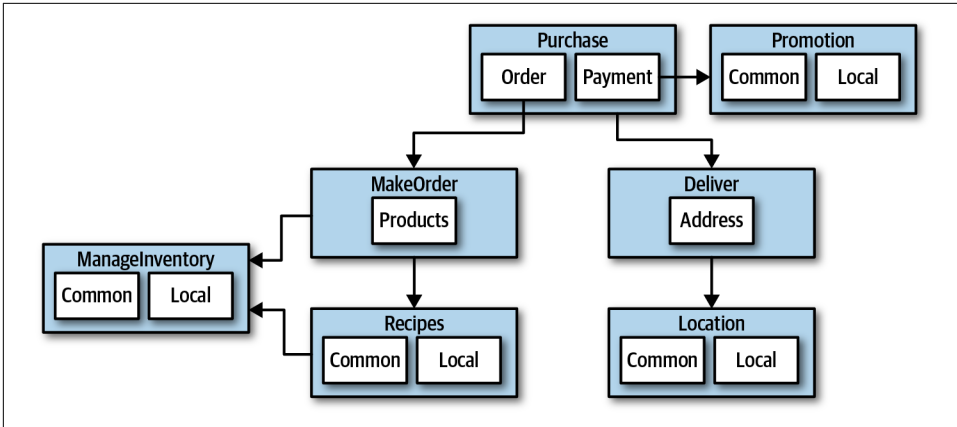 Purchase
Order Payment
Promotion
Common Local
MakeOrder
Products
Deliver
Address
ManageInventory
Common Local
Recipes
Common Local
Location
Common Local